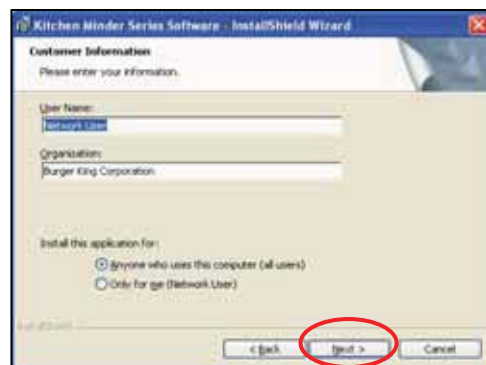 Kitchen Minder Series Software - InstallShield Wizard
Customer Information
Please enter your information.
User Name:
Network User
Organization:
Burger King Corporation
Install this application for:
Anyone who uses this computer (all users)
Only for me (Network User)
InstallShield
< Back Next > Cancel